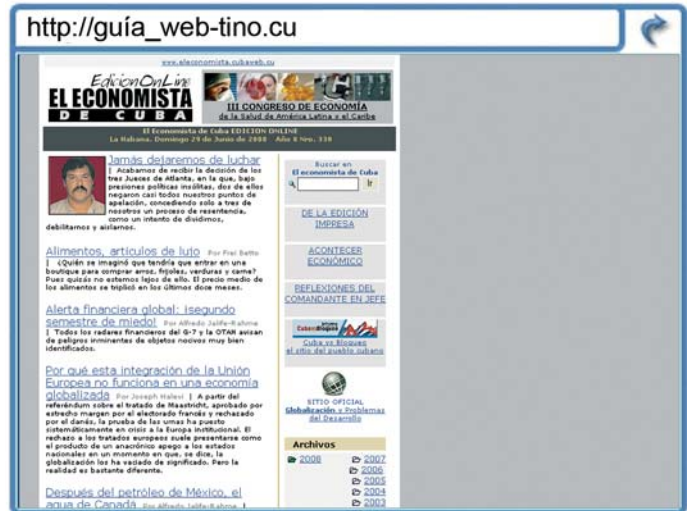 http://guía_web-tino.cu
www.eleconomista.cubaweb.cu
EdicionOnLine
EL ECONOMISTA
DE CUBA
III CONGRESO DE ECONOMÍA
de la Salud de América Latina y el Caribe
El Economista de Cuba EDICION ONLINE
La Habana. Domingo 29 de Junio de 2008 Año 8 Nro. 330
Jamás dejaremos de luchar
| Acabamos de recibir la decisión de los
tres Jueces de Atlanta, en la que, bajo
presiones políticas insólitas, dos de ellos
negaron casi todos nuestros puntos de
apelación, concediendo solo a tres de
nosotros un proceso de resentencia,
como un intento de dividirnos,
debilitarnos y aislarnos.
Alimentos, artículos de lujo Por Frei Betto
| ¿Quién se imaginó que tendría que entrar en una
boutique para comprar arroz, frijoles, verduras y carne?
Pues quizás no estemos lejos de ello. El precio medio de
los alimentos se triplicó en los últimos doce meses.
Alerta financiera global: ¡segundo
semestre de miedo! Por Alfredo Jalife-Rahme
| Todos los radares financieros del G-7 y la OTAN avisan
de peligros inminentes de objetos nocivos muy bien
identificados.
Por qué esta integración de la Unión
Europea no funciona en una economía
globalizada Por Joseph Halevi | A partir del
referéndum sobre el tratado de Maastricht, aprobado por
estrecho margen por el electorado francés y rechazado
por el danés, la prueba de las urnas ha puesto
sistemáticamente en crisis a la Europa institucional. El
rechazo a los tratados europeos suele presentarse como
el producto de un anacrónico apego a los estados
nacionales en un momento en que, se dice, la
globalización los ha vaciado de significado. Pero la
realidad es bastante diferente.
Después del petróleo de México, el
agua de Canadá Por Alfredo Jalife-Rahme |
Buscar en
El economista de Cuba
Ir
DE LA EDICIÓN
IMPRESA
ACONTECER
ECONÓMICO
REFLEXIONES DEL
COMANDANTE EN JEFE
Cuba vs Bloqueo
el sitio del pueblo cubano
SITIO OFICIAL
Globalización y Problemas
del Desarrollo
Archivos
2008 2007
2006
2005
2004
2003